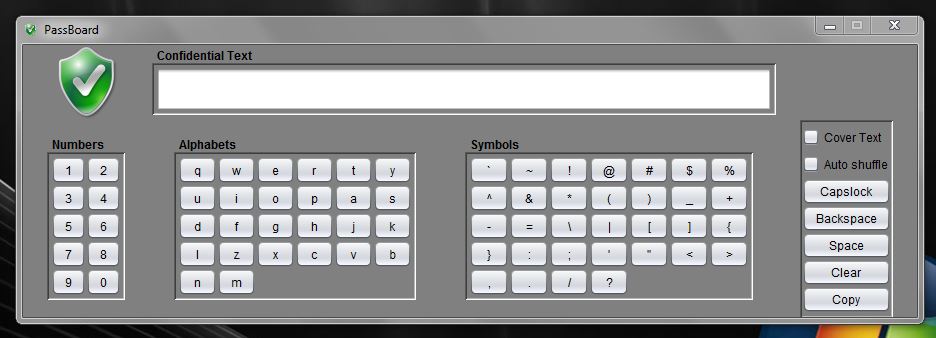 PassBoard
Confidential Text
Numbers
1 2
3 4
5 6
7 8
9 0
Alphabets
q w e r t y
u i o p a s
d f g h j k
l z x c v b
n m
Symbols
` ~ ! @ # $ %
^ & * ( ) _ +
- = \ | [ ] {
} : ; ' " < >
, . / ?
Cover Text
Auto shuffle
Capslock
Backspace
Space
Clear
Copy